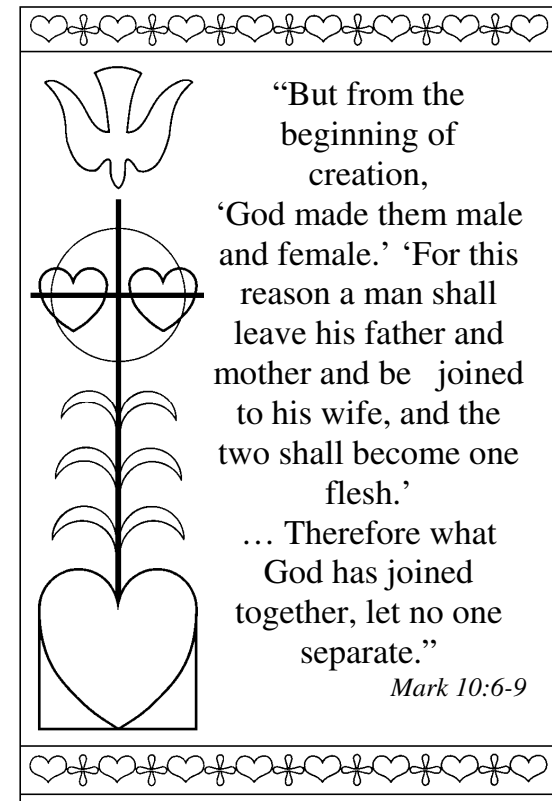 “But from the
beginning of
creation,
‘God made them male
and female.’ ‘For this
reason a man shall
leave his father and
mother and be   joined
to his wife, and the
two shall become one
flesh.’
… Therefore what
God has joined
together, let no one
separate.”
Mark 10:6-9